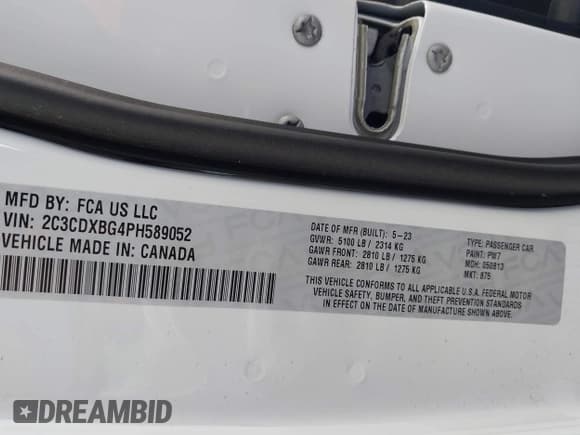 MFD BY: FCA US LLC
VIN: 2C3CDXBG4PH589052
VEHICLE MADE IN: CANADA
DATE OF MFR (BUILT): 5-23
GVWR: 5100 LB / 2314 KG
GAWR FRONT: 2810 LB / 1275 KG
GAWR REAR: 2810 LB / 1275 KG
TYPE: PASSENGER CAR
PAINT: PW7
MDH: 050813
MKT: 875
THIS VEHICLE CONFORMS TO ALL APPLICABLE U.S.A. FEDERAL MOTOR
VEHICLE SAFETY, BUMPER, AND THEFT PREVENTION STANDARDS
IN EFFECT ON THE DATE OF MANUFACTURE SHOWN ABOVE.
DREAMBID